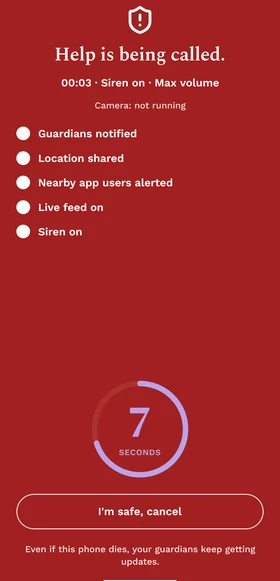 Help is being called.
00:03 · Siren on · Max volume
Camera: not running
Guardians notified
Location shared
Nearby app users alerted
Live feed on
Siren on
7
SECONDS
I'm safe, cancel
Even if this phone dies, your guardians keep getting
updates.